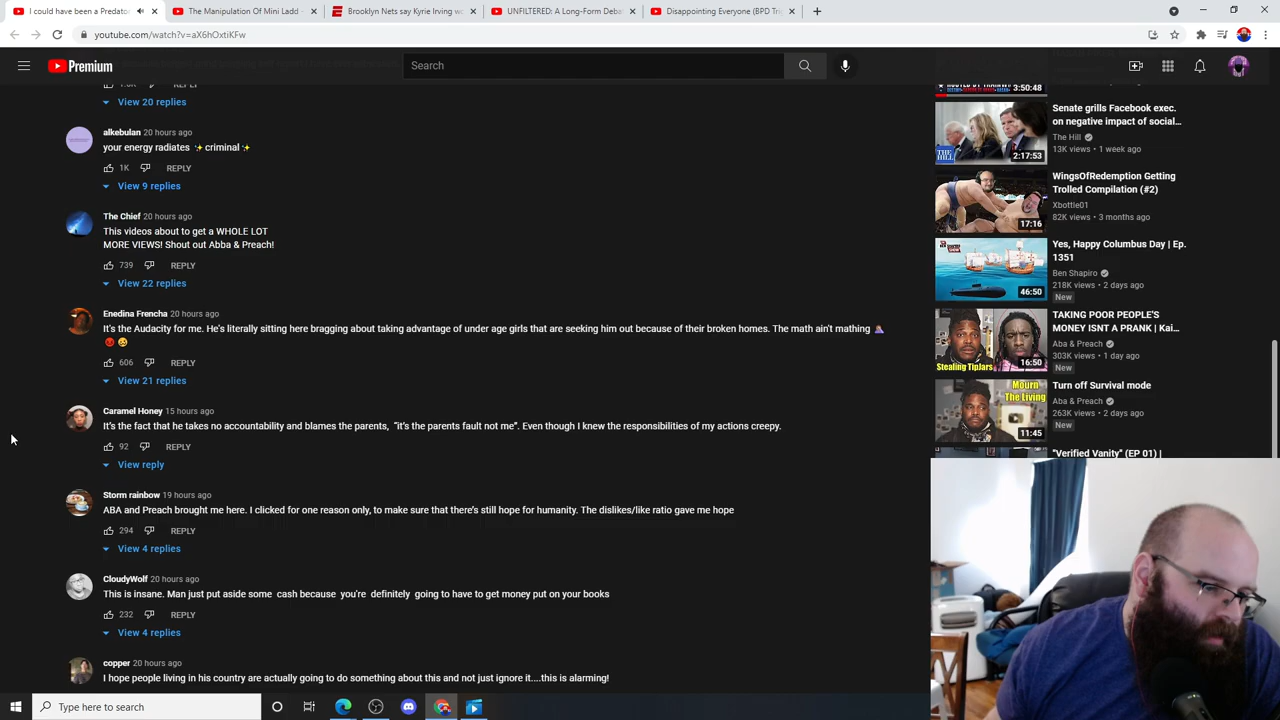 I could have been a Predato
The Manipulation Of Mini Ladd
Brooklyn Nets say Kyrie Irving wo
UNFILTERED: A Long-Form Deba
Disappointing Everyone (BPD Trig
youtube.com/watch?v=aX6hOxtiKFw
Premium
Search
REPLY
View 20 replies
alkebulan 20 hours ago
your energy radiates ✨criminal✨
1K REPLY
View 9 replies
The Chief 20 hours ago
This videos about to get a WHOLE LOT
MORE VIEWS! Shout out Abba & Preach!
739 REPLY
View 22 replies
Enedina Frencha 20 hours ago
It's the Audacity for me. He's literally sitting here bragging about taking advantage of under age girls that are seeking him out because of their broken homes. The math ain't mathing
606 REPLY
View 21 replies
Caramel Honey 15 hours ago
It's the fact that he takes no accountability and blames the parents, “it's the parents fault not me”. Even though I knew the responsibilities of my actions creepy.
92 REPLY
View reply
Storm rainbow 19 hours ago
ABA and Preach brought me here. I clicked for one reason only, to make sure that there's still hope for humanity. The dislikes/like ratio gave me hope
294 REPLY
View 4 replies
CloudyWolf 20 hours ago
This is insane. Man just put aside some cash because you're definitely going to have to get money put on your books
232 REPLY
View 4 replies
copper 20 hours ago
I hope people living in his country are actually going to do something about this and not just ignore it....this is alarming!
3:50:48
Senate grills Facebook exec.
on negative impact of social...
The Hill
13K views • 1 week ago
THE HILL
2:17:53
WingsOfRedemption Getting
Trolled Compilation (#2)
Xbottle01
82K views • 3 months ago
17:16
Yes, Happy Columbus Day | Ep.
1351
Ben Shapiro
218K views • 2 days ago
New
46:50
TAKING POOR PEOPLE'S
MONEY ISNT A PRANK | Kai...
Aba & Preach
303K views • 1 day ago
New
Stealing TipJars
16:50
Turn off Survival mode
Aba & Preach
263K views • 2 days ago
New
Mourn
The Living
11:45
"Verified Vanity" (EP 01) |
Type here to search